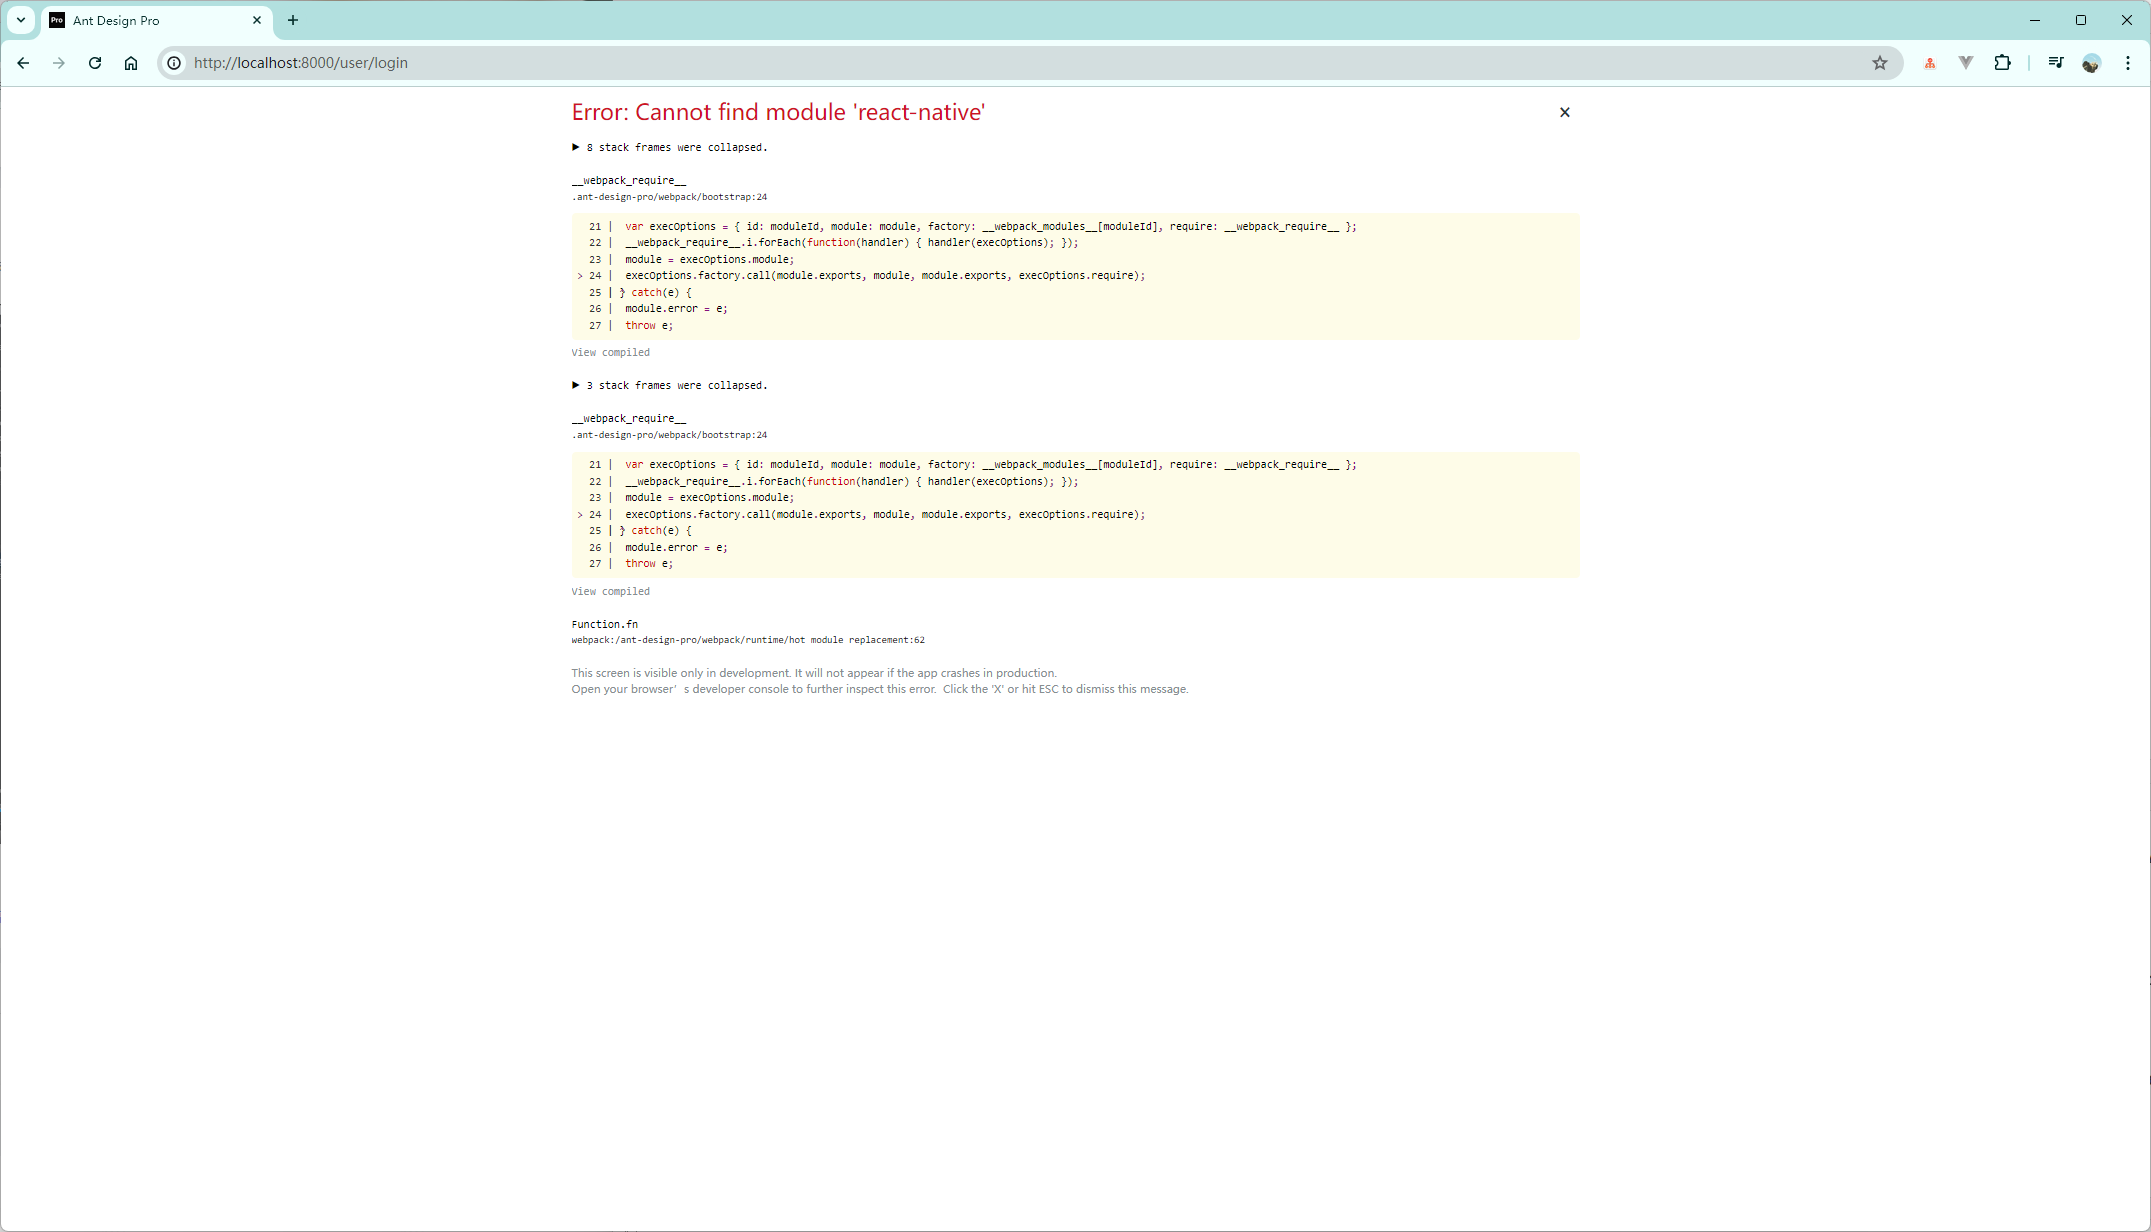 Pro Ant Design Pro
http://localhost:8000/user/login
Error: Cannot find module 'react-native'
▶ 8 stack frames were collapsed.
__webpack_require__
.ant-design-pro/webpack/bootstrap:24
21 |  var execOptions = { id: moduleId, module: module, factory: __webpack_modules__[moduleId], require: __webpack_require__ };
22 |  __webpack_require__.i.forEach(function(handler) { handler(execOptions); });
23 |  module = execOptions.module;
> 24 |  execOptions.factory.call(module.exports, module, module.exports, execOptions.require);
25 | } catch(e) {
26 |  module.error = e;
27 |  throw e;
View compiled
▶ 3 stack frames were collapsed.
__webpack_require__
.ant-design-pro/webpack/bootstrap:24
21 |  var execOptions = { id: moduleId, module: module, factory: __webpack_modules__[moduleId], require: __webpack_require__ };
22 |  __webpack_require__.i.forEach(function(handler) { handler(execOptions); });
23 |  module = execOptions.module;
> 24 |  execOptions.factory.call(module.exports, module, module.exports, execOptions.require);
25 | } catch(e) {
26 |  module.error = e;
27 |  throw e;
View compiled
Function.fn
webpack:/ant-design-pro/webpack/runtime/hot module replacement:62
This screen is visible only in development. It will not appear if the app crashes in production.
Open your browser’s developer console to further inspect this error.  Click the 'X' or hit ESC to dismiss this message.